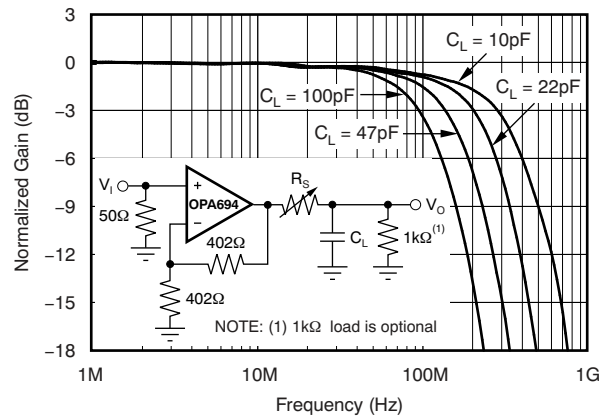 0
−3
−6
−9
−12
−15
−18
Normalized Gain (dB)
C_L = 10pF
C_L = 22pF
C_L = 100pF
C_L = 47pF
V_I
50Ω
+
−
OPA694
R_S
V_O
C_L
1kΩ(1)
402Ω
402Ω
NOTE: (1) 1kΩ load is optional
1M
10M
100M
1G
Frequency (Hz)